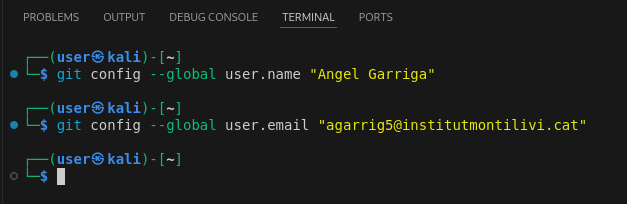 PROBLEMS OUTPUT DEBUG CONSOLE TERMINAL PORTS
┌──(user㉿kali)-[~]
└─$ git config --global user.name "Angel Garriga"
┌──(user㉿kali)-[~]
└─$ git config --global user.email "agarrig5@institutmontilivi.cat"
┌──(user㉿kali)-[~]
└─$